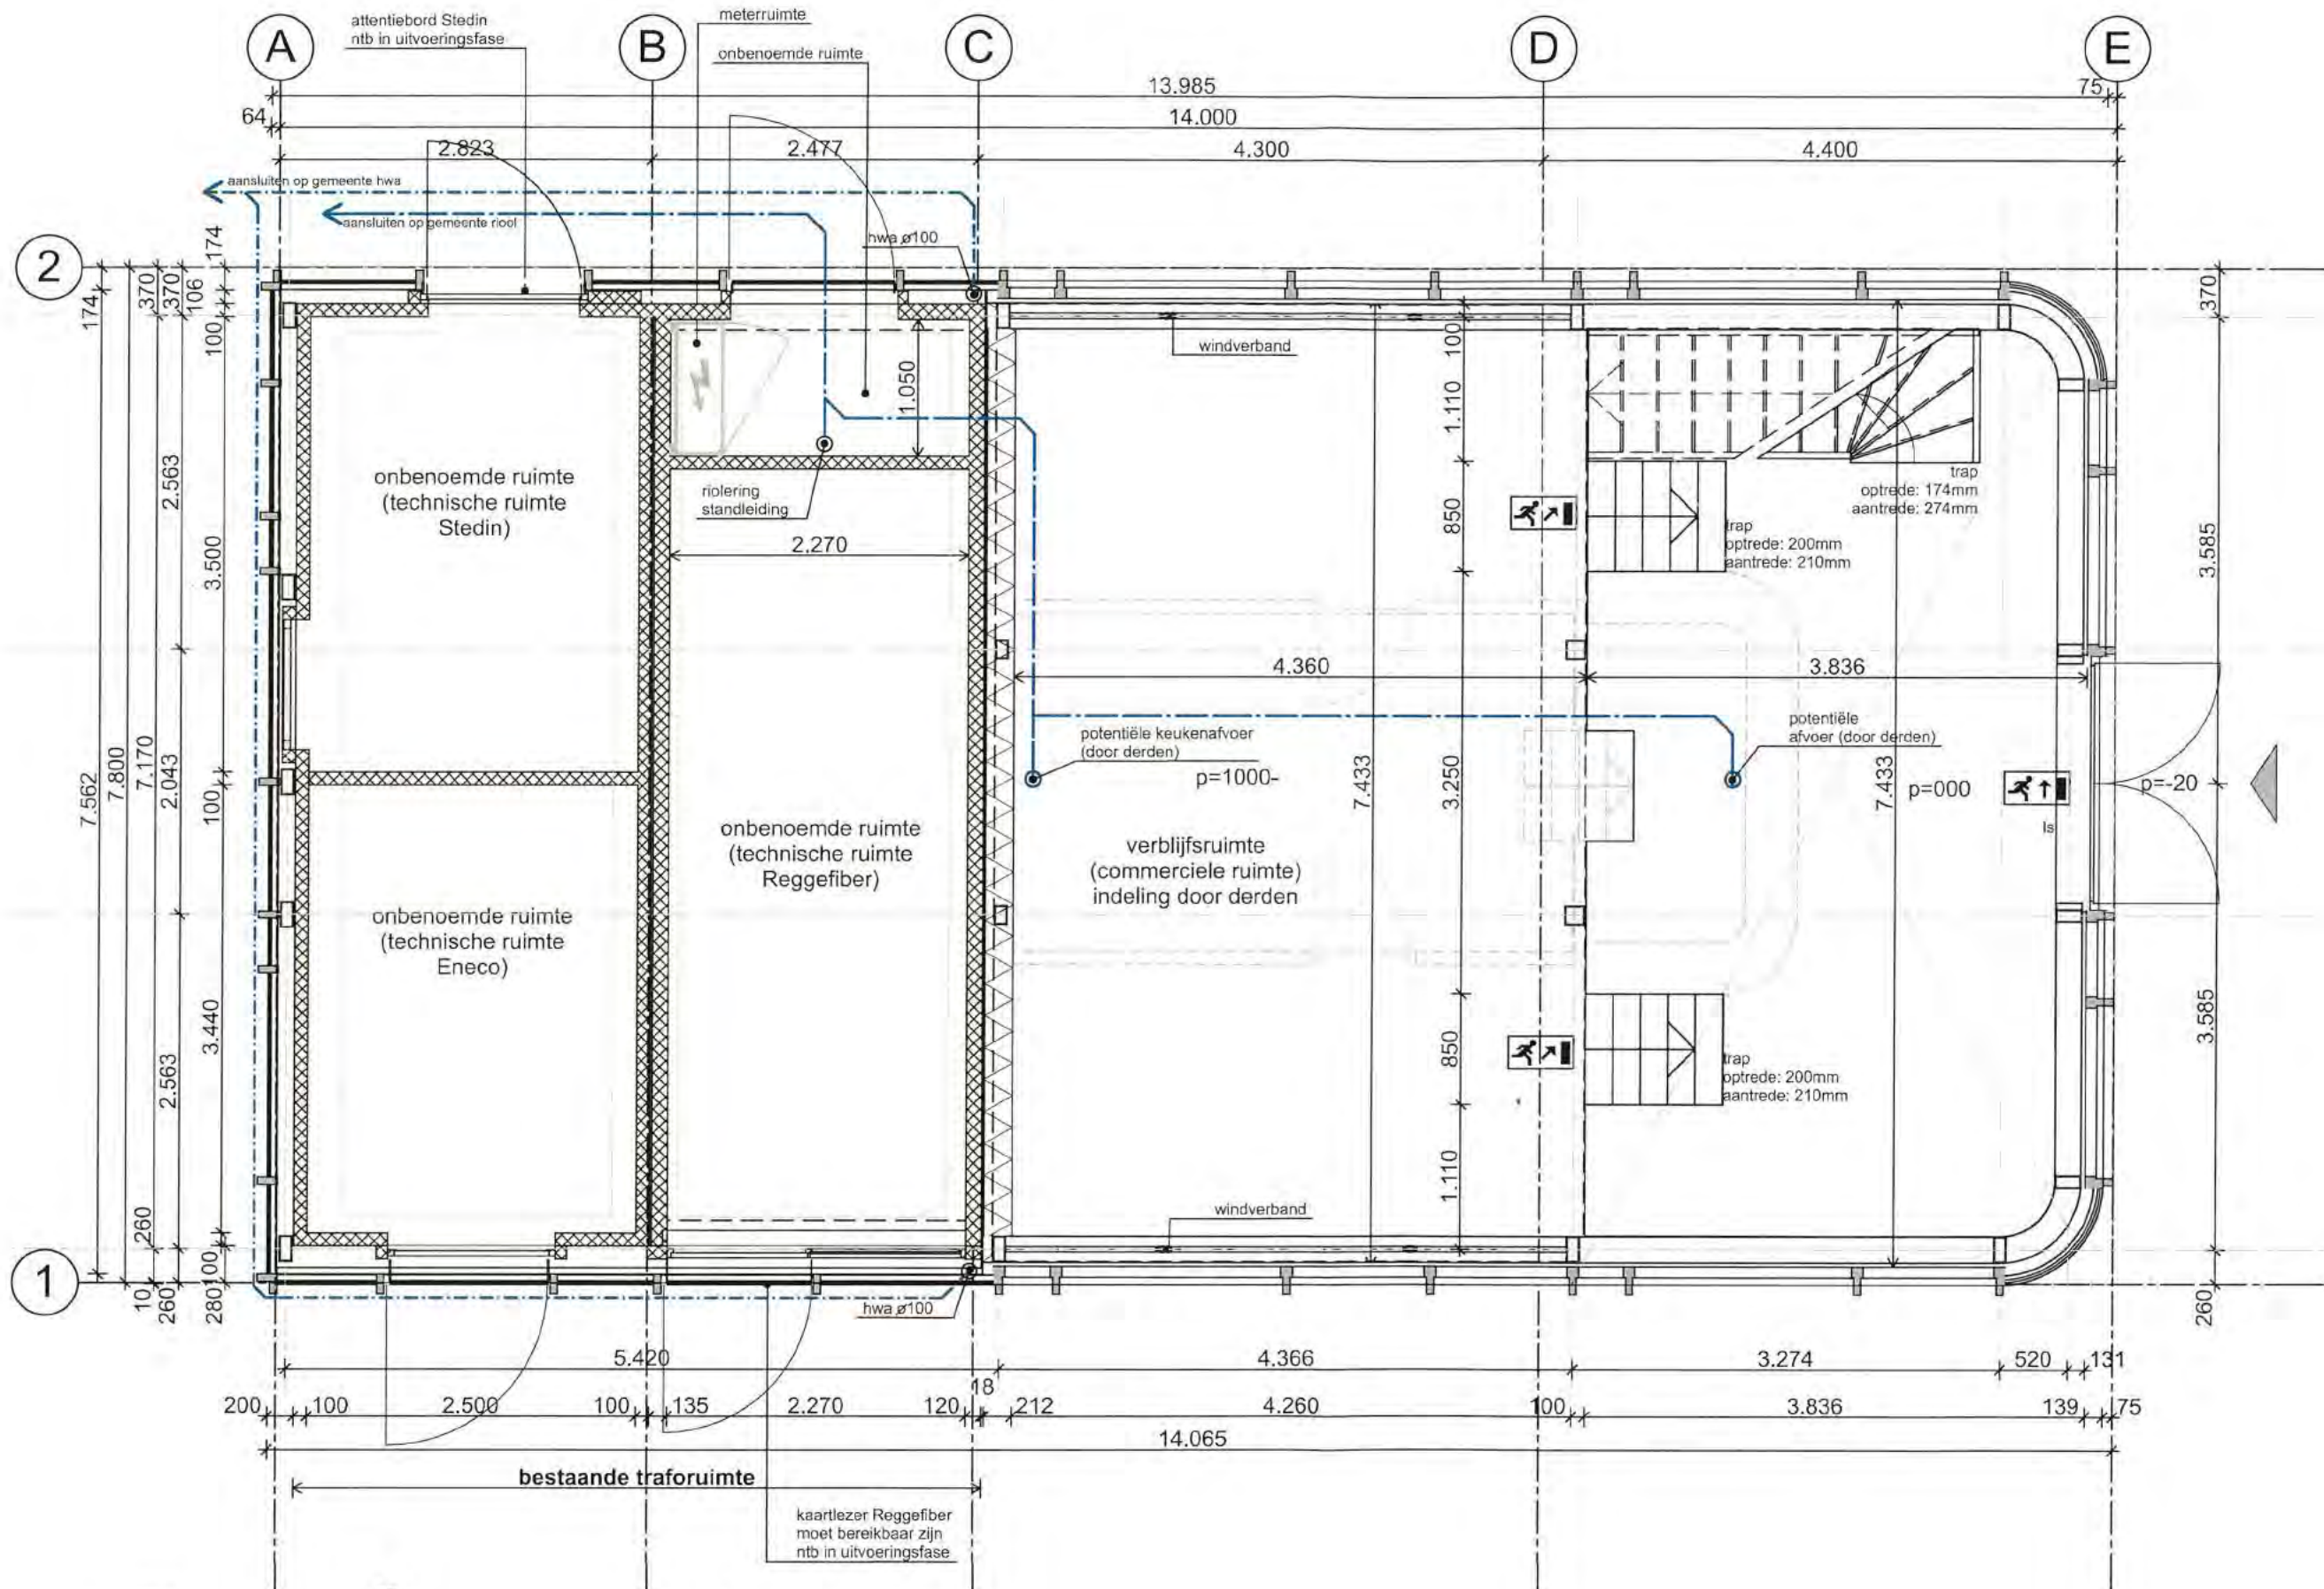 attentiebord Stedin
ntb in uitvoeringsfase
meterruimte
onbenoemde ruimte
A
B
C
D
E
13.985
75
64
14.000
2.823
2.477
4.300
4.400
aansluiten op gemeente hwa
aansluiten op gemeente riool
hwa ø100
2
1
174
370
370
106
174
100
2.563
3.500
7.562
7.800
7.170
2.043
100
2.563
3.440
260
100
10
260
280
onbenoemde ruimte
(technische ruimte
Stedin)
onbenoemde ruimte
(technische ruimte
Eneco)
1.050
riolering
standleiding
2.270
onbenoemde ruimte
(technische ruimte
Reggefiber)
windverband
100
1.110
850
3.250
850
1.110
4.360
3.836
7.433
7.433
potentiële keukenafvoer
(door derden)
p=1000-
verblijfsruimte
(commerciele ruimte)
indeling door derden
potentiële
afvoer (door derden)
p=000
p=-20
ls
trap
optrede: 174mm
aantrede: 274mm
trap
optrede: 200mm
aantrede: 210mm
trap
optrede: 200mm
aantrede: 210mm
windverband
370
3.585
3.585
260
hwa ø100
5.420
4.366
3.274
520
131
18
200
100
2.500
100
135
2.270
120
212
4.260
100
3.836
139
75
14.065
bestaande traforuimte
kaartlezer Reggefiber
moet bereikbaar zijn
ntb in uitvoeringsfase